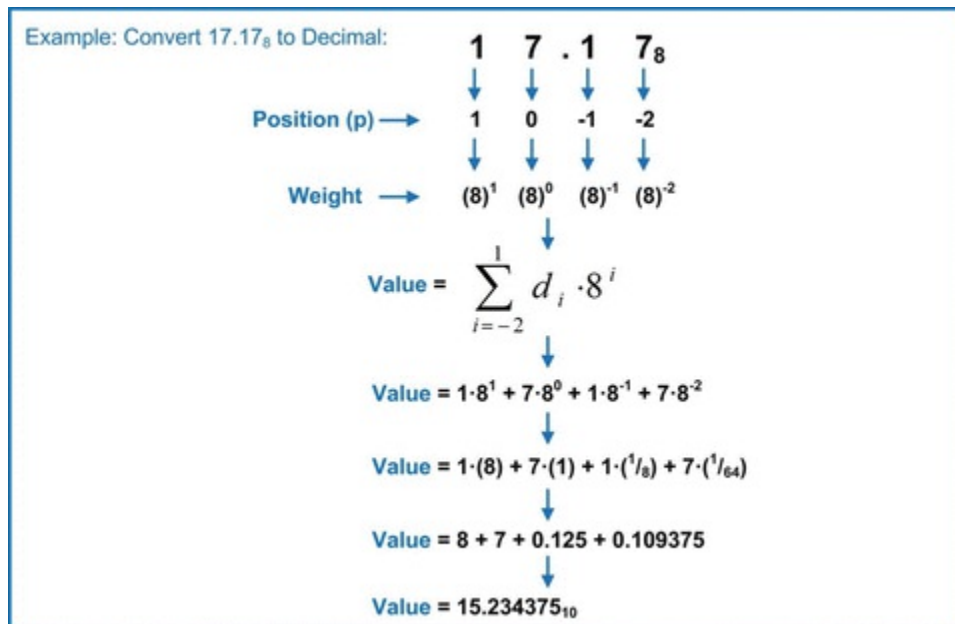 Example: Convert 17.17₈ to Decimal:
1 7 . 1 7₈
Position (p) → 1 0 -1 -2
Weight → (8)¹ (8)⁰ (8)⁻¹ (8)⁻²
1
Value = ∑ dᵢ ·8ⁱ
i=-2
Value = 1·8¹ + 7·8⁰ + 1·8⁻¹ + 7·8⁻²
Value = 1·(8) + 7·(1) + 1·(¹/₈) + 7·(¹/₆₄)
Value = 8 + 7 + 0.125 + 0.109375
Value = 15.234375₁₀